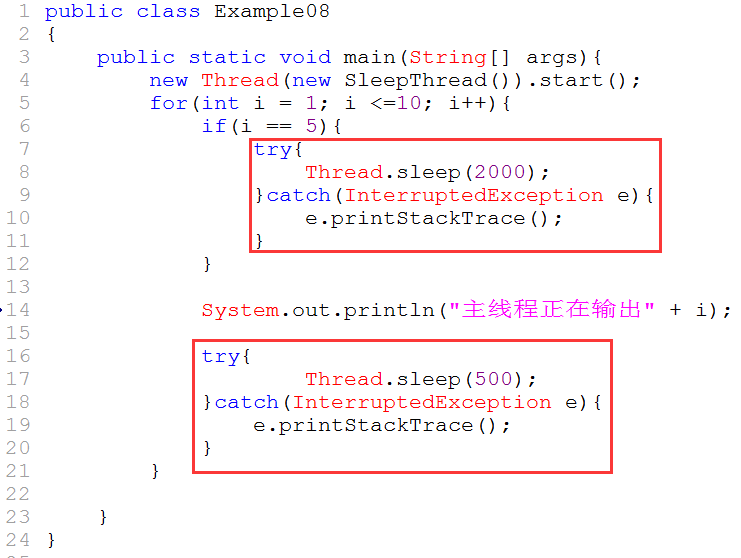 1 public class Example08
2 {
3 public static void main(String[] args){
4 new Thread(new SleepThread()).start();
5 for(int i = 1; i <=10; i++){
6 if(i == 5){
7 try{
8 Thread.sleep(2000);
9 }catch(InterruptedException e){
10 e.printStackTrace();
11 }
12 }
13
14 System.out.println("主线程正在输出" + i);
15
16 try{
17 Thread.sleep(500);
18 }catch(InterruptedException e){
19 e.printStackTrace();
20 }
21 }
22
23 }
24 }